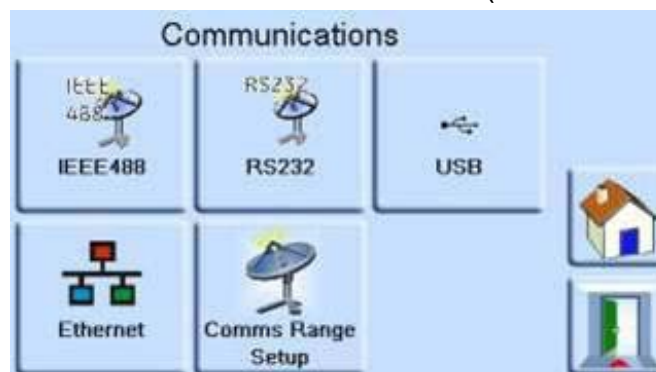 Communications
IEEE
488
IEEE488
RS232
RS232
USB
Ethernet
Comms Range
Setup